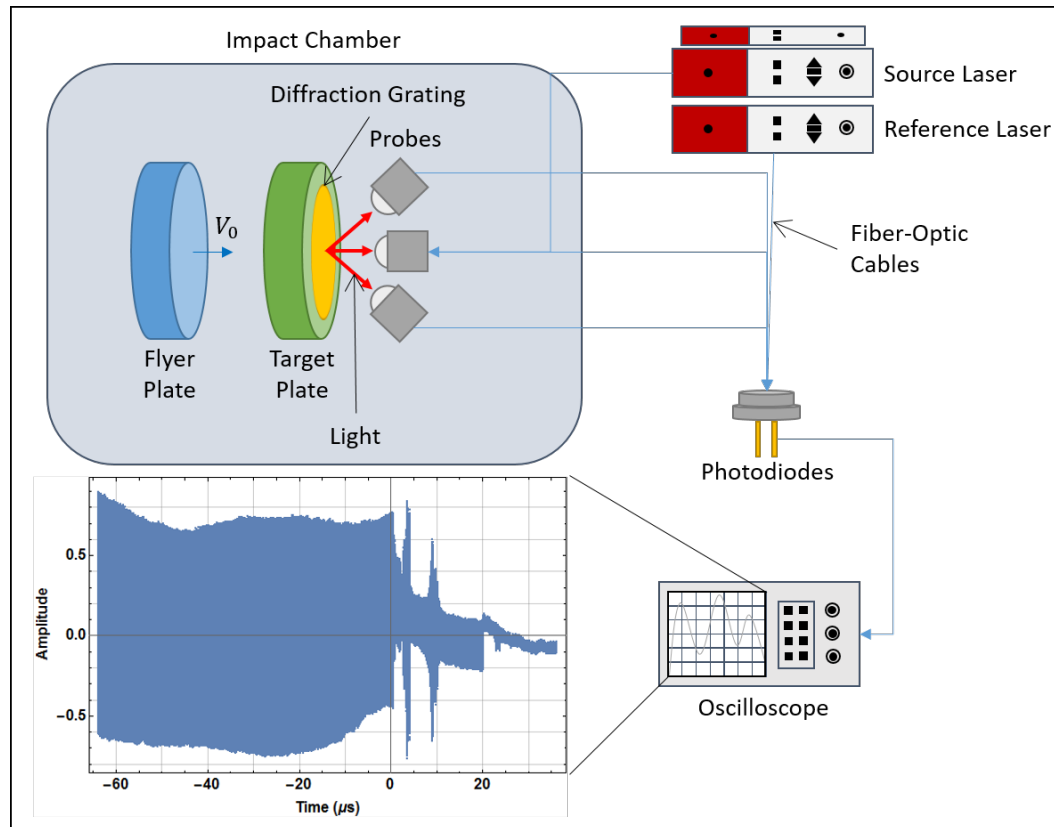 Impact Chamber
Diffraction Grating
Probes
Source Laser
Reference Laser
V₀
Fiber-Optic
Cables
Flyer
Plate
Target
Plate
Light
Photodiodes
Amplitude
0.5
0.0
−0.5
−60
−40
−20
0
20
Time (μs)
Oscilloscope